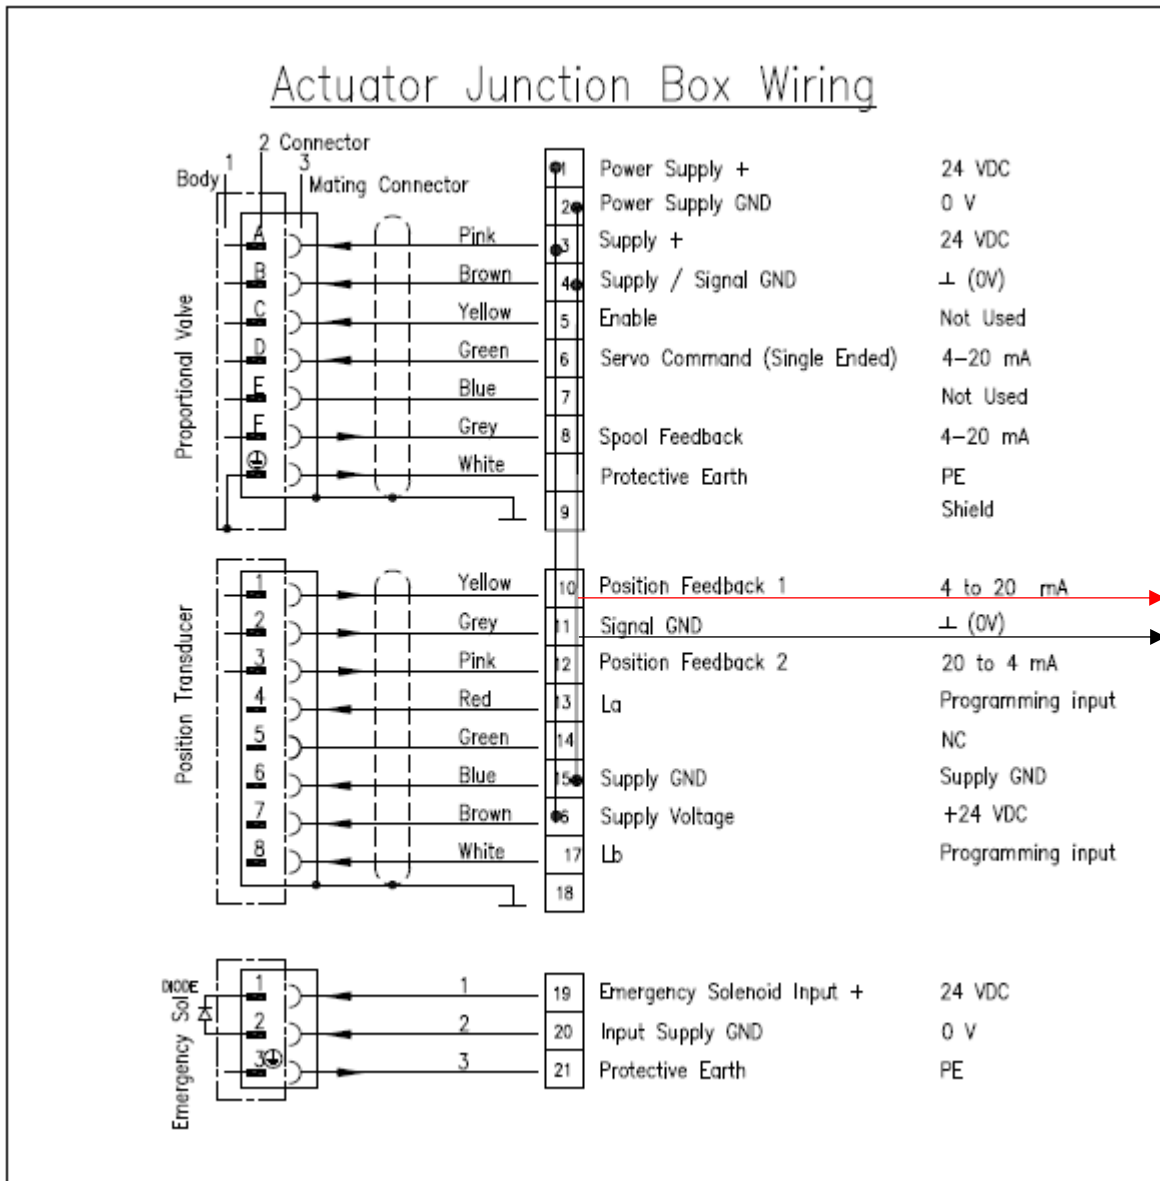 Actuator Junction Box Wiring
2 Connector
1 3
Body Mating Connector
1 Power Supply + 24 VDC
2 Power Supply GND 0 V
A Pink 3 Supply + 24 VDC
B Brown 4 Supply / Signal GND ⊥ (0V)
C Yellow 5 Enable Not Used
D Green 6 Servo Command (Single Ended) 4-20 mA
E Blue 7 Not Used
F Grey 8 Spool Feedback 4-20 mA
White Protective Earth PE
9 Shield
Proportional Valve
1 Yellow 10 Position Feedback 1 4 to 20 mA
2 Grey 11 Signal GND ⊥ (0V)
3 Pink 12 Position Feedback 2 20 to 4 mA
4 Red 13 La Programming input
5 Green 14 NC
6 Blue 15 Supply GND Supply GND
7 Brown 6 Supply Voltage +24 VDC
8 White 17 Lb Programming input
18
Position Transducer
DIODE
1 1 19 Emergency Solenoid Input + 24 VDC
2 2 20 Input Supply GND 0 V
3 3 21 Protective Earth PE
Emergency Sol